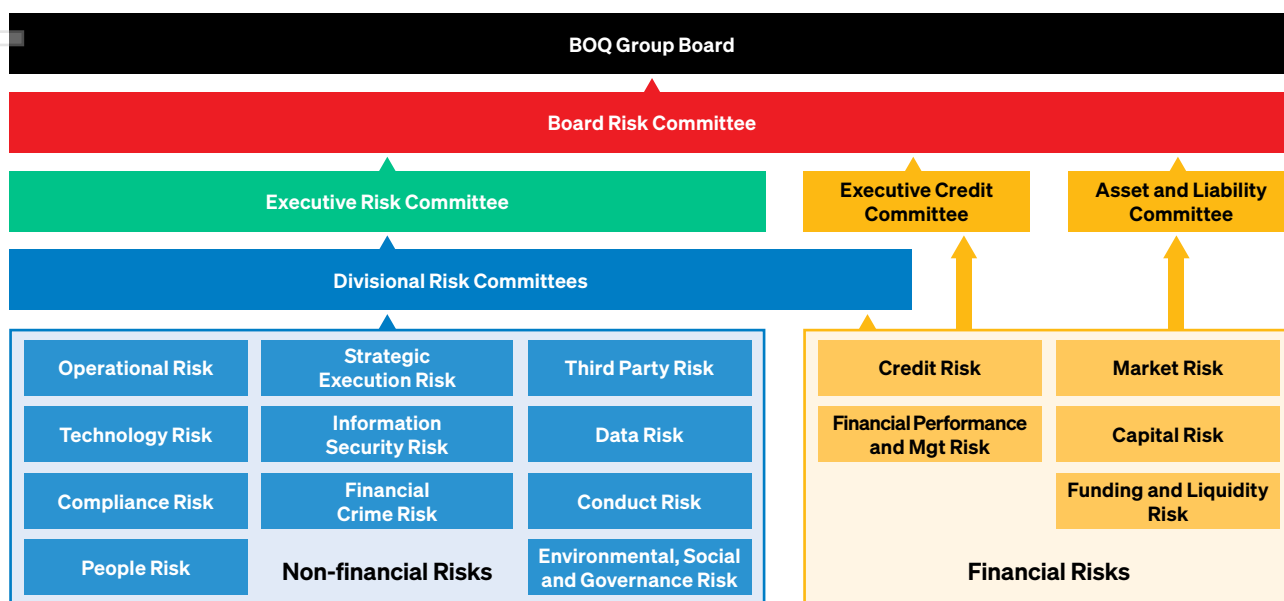 BOQ Group Board
Board Risk Committee
Executive Risk Committee
Executive Credit
Committee
Asset and Liability
Committee
Divisional Risk Committees
Operational Risk
Strategic
Execution Risk
Third Party Risk
Technology Risk
Information
Security Risk
Data Risk
Compliance Risk
Financial
Crime Risk
Conduct Risk
People Risk
Non-financial Risks
Environmental, Social
and Governance Risk
Credit Risk
Market Risk
Financial Performance
and Mgt Risk
Capital Risk
Funding and Liquidity
Risk
Financial Risks